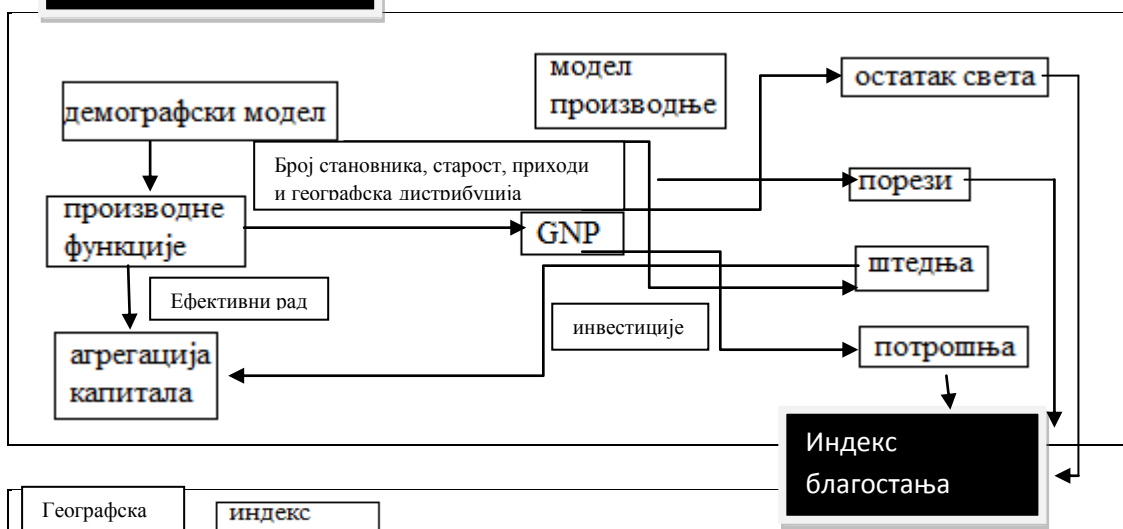 модел
производње
остатак света
демографски модел
Број становника, старост, приходи
и географска дистрибуција
порези
производне
функције
GNP
штедња
Ефективни рад
инвестиције
потрошња
агрегација
капитала
Индекс
благостања
Географска
индекс